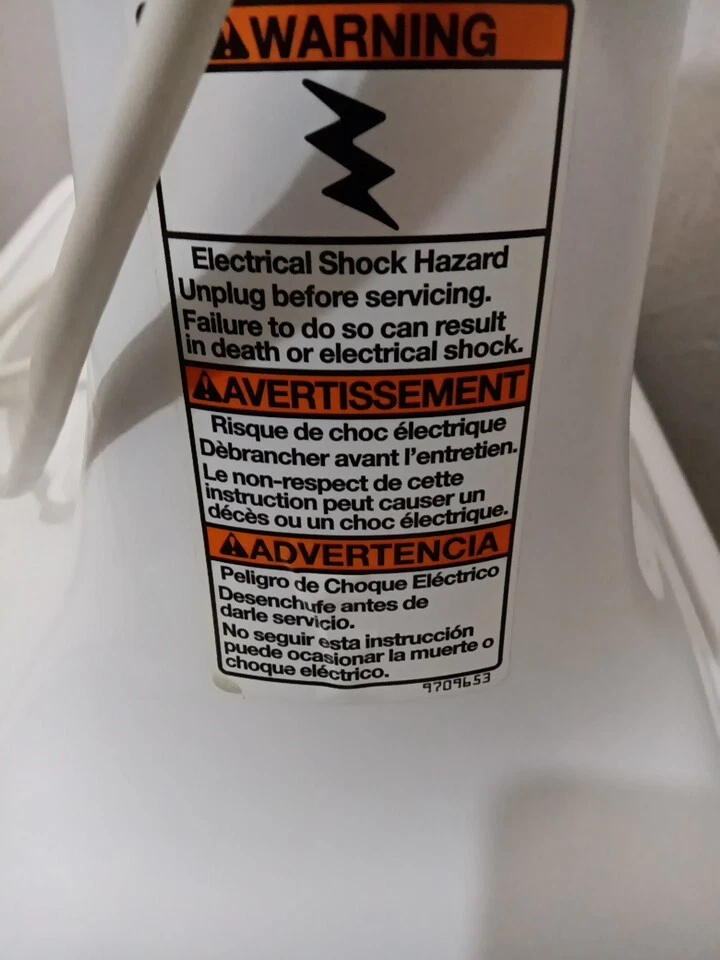 WARNING
Electrical Shock Hazard
Unplug before servicing.
Failure to do so can result
in death or electrical shock.
AVERTISSEMENT
Risque de choc électrique
Dèbrancher avant l'entretien.
Le non-respect de cette
instruction peut causer un
décès ou un choc électrique.
ADVERTENCIA
Peligro de Choque Eléctrico
Desenchufe antes de
darle servicio.
No seguir esta instrucción
puede ocasionar la muerte o
choque eléctrico.
9709653